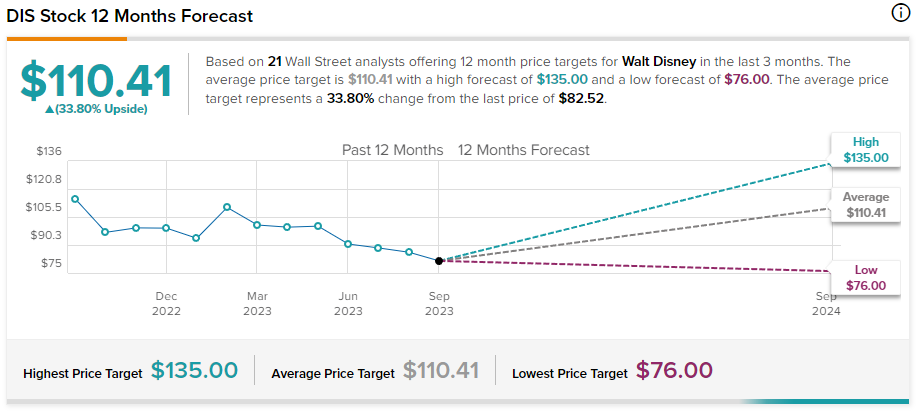 DIS Stock 12 Months Forecast
$110.41
▲(33.80% Upside)
Based on 21 Wall Street analysts offering 12 month price targets for Walt Disney in the last 3 months. The
average price target is $110.41 with a high forecast of $135.00 and a low forecast of $76.00. The average price
target represents a 33.80% change from the last price of $82.52.
Past 12 Months
12 Months Forecast
$136
$120.8
$105.5
$90.3
$75
High
$135.00
Average
$110.41
Low
$76.00
Dec
2022
Mar
2023
Jun
2023
Sep
2023
Sep
2024
Highest Price Target $135.00
Average Price Target $110.41
Lowest Price Target $76.00